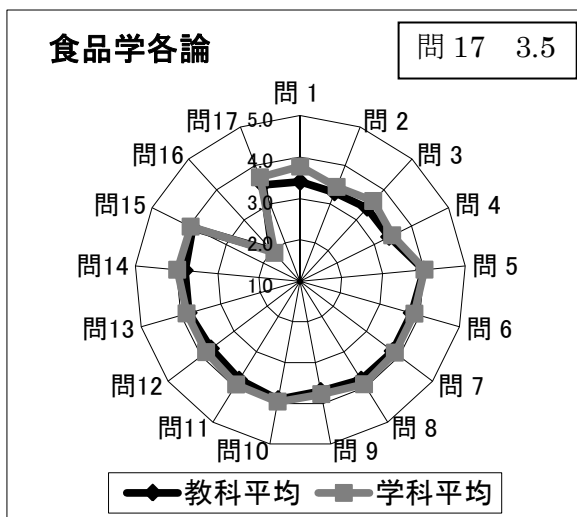 食品学各論
問 17 3.5
問 1
問 2
問 3
問 4
問 5
問 6
問 7
問 8
問 9
問10
問11
問12
問13
問14
問15
問16
問17
5.0
4.0
3.0
2.0
1.0
教科平均 学科平均